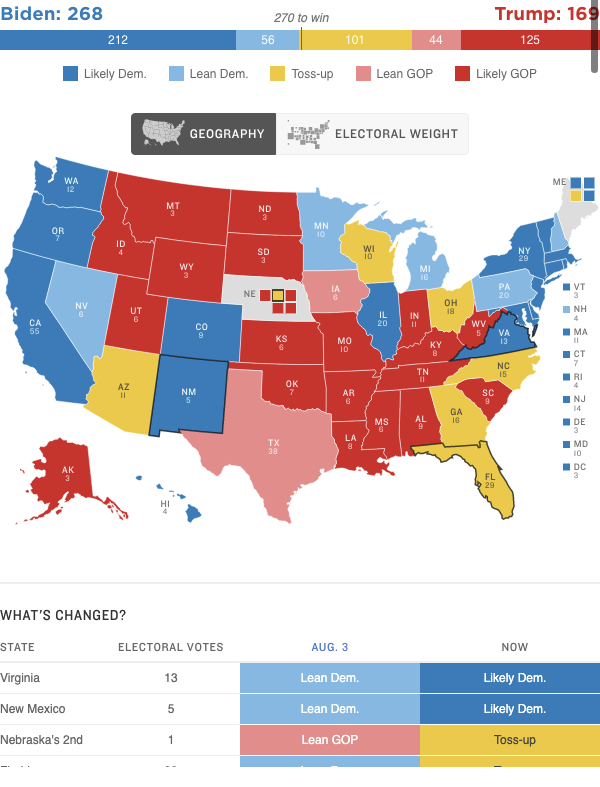 Biden: 268
270 to win
Trump: 169
212
56
101
44
125
Likely Dem.
Lean Dem.
Toss-up
Lean GOP
Likely GOP
GEOGRAPHY
ELECTORAL WEIGHT
WA
12
OR
7
CA
55
NV
6
ID
4
MT
3
WY
3
UT
6
AZ
11
CO
9
NM
5
ND
3
SD
3
NE
KS
6
OK
7
TX
38
MN
10
IA
6
MO
10
AR
6
LA
8
WI
10
IL
20
MI
16
IN
11
OH
18
KY
8
TN
11
MS
6
AL
9
GA
16
FL
29
SC
9
NC
15
VA
13
WV
5
PA
20
NY
29
ME
VT
3
NH
4
MA
11
CT
7
RI
4
NJ
14
DE
3
MD
10
DC
3
AK
3
HI
4
WHAT'S CHANGED?
STATE ELECTORAL VOTES AUG. 3 NOW
Virginia 13 Lean Dem. Likely Dem.
New Mexico 5 Lean Dem. Likely Dem.
Nebraska's 2nd 1 Lean GOP Toss-up